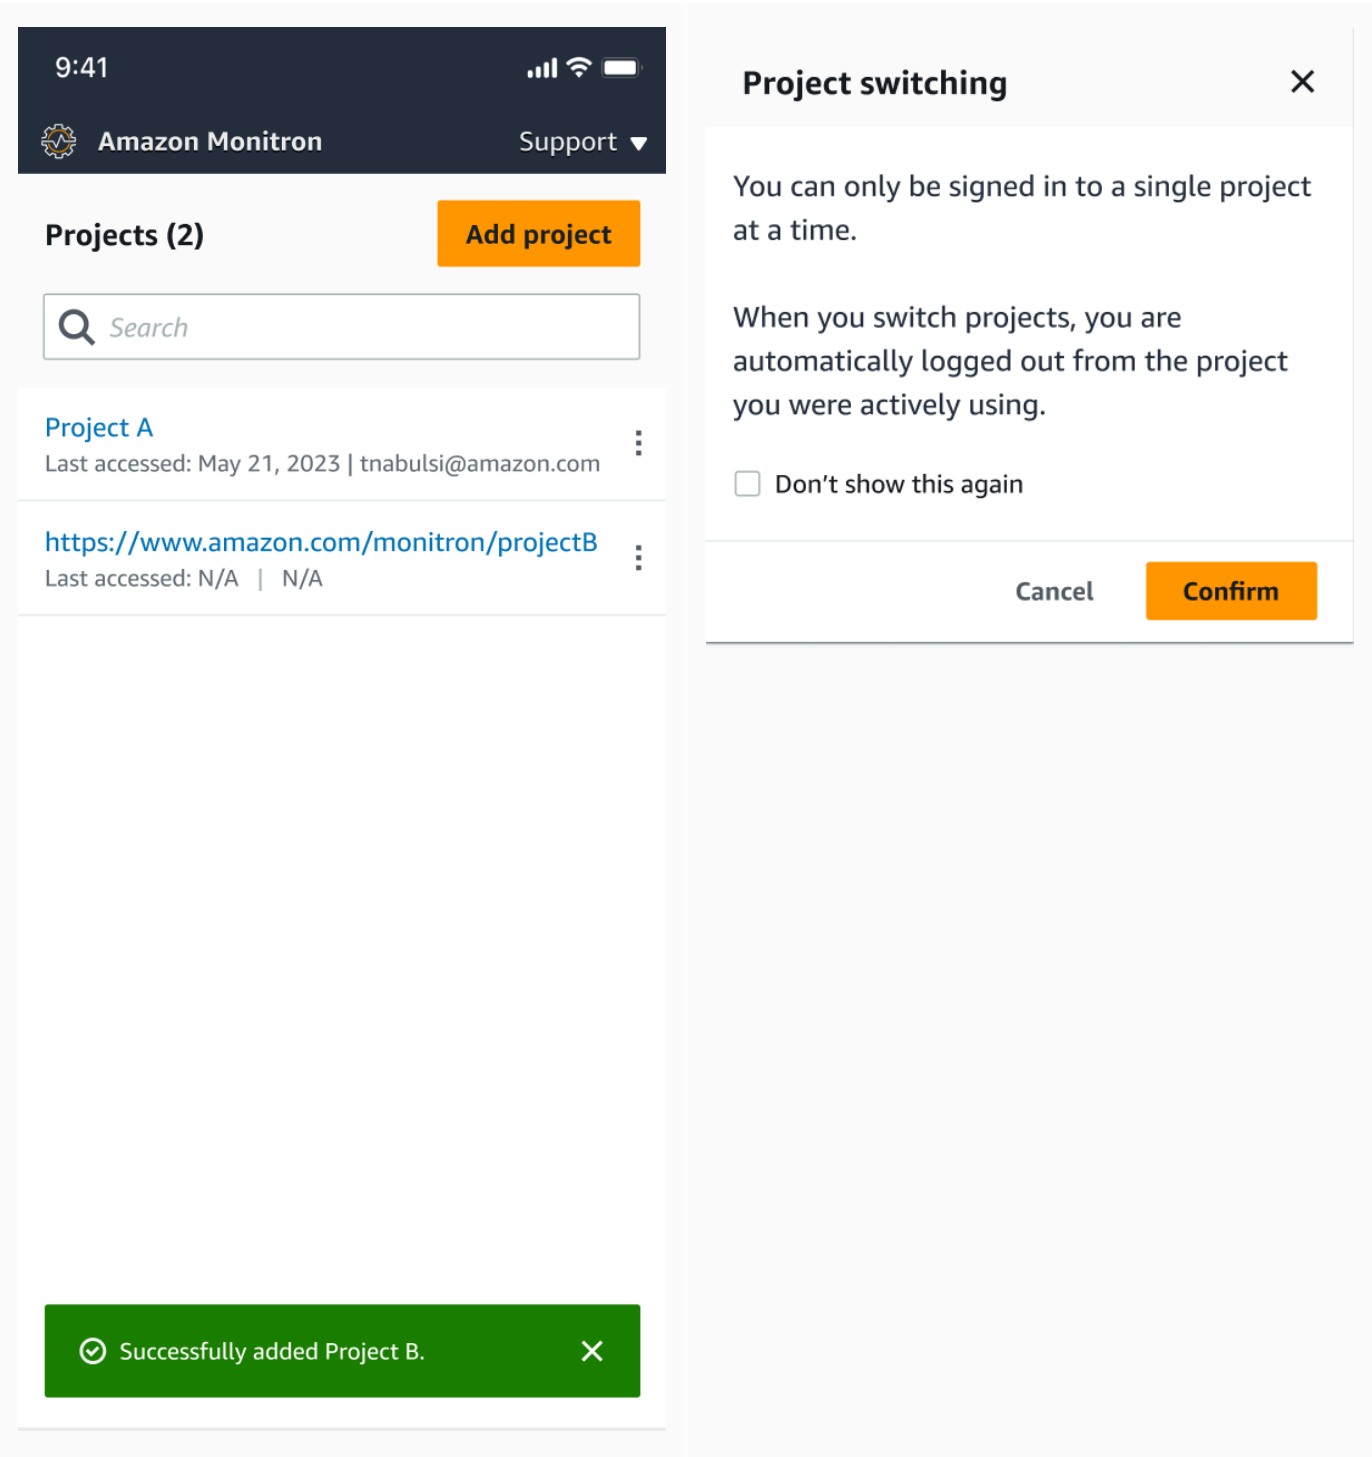 9:41
Amazon Monitron
Support
Projects (2)
Add project
Search
Project A
Last accessed: May 21, 2023 | tnabulsi@amazon.com
https://www.amazon.com/monitron/projectB
Last accessed: N/A | N/A
Successfully added Project B.
Project switching
You can only be signed in to a single project
at a time.
When you switch projects, you are
automatically logged out from the project
you were actively using.
Don't show this again
Cancel
Confirm